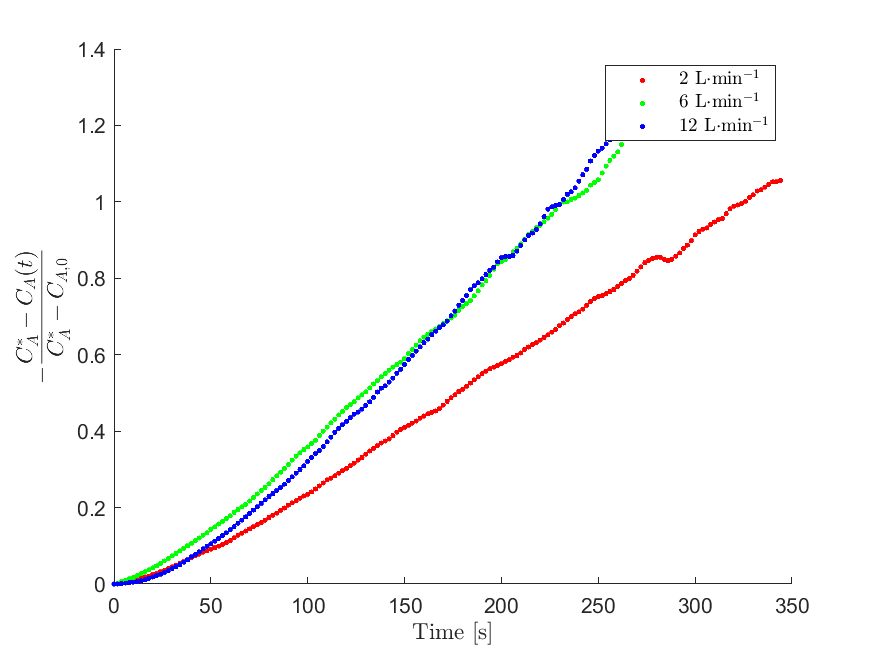 1.4
1.2
1
0.8
0.6
0.4
0.2
0
0 50 100 150 200 250 300 350
Time [s]
− C*_A − C_A(t) / C*_A − C_{A,0}
2 L·min⁻¹
6 L·min⁻¹
12 L·min⁻¹